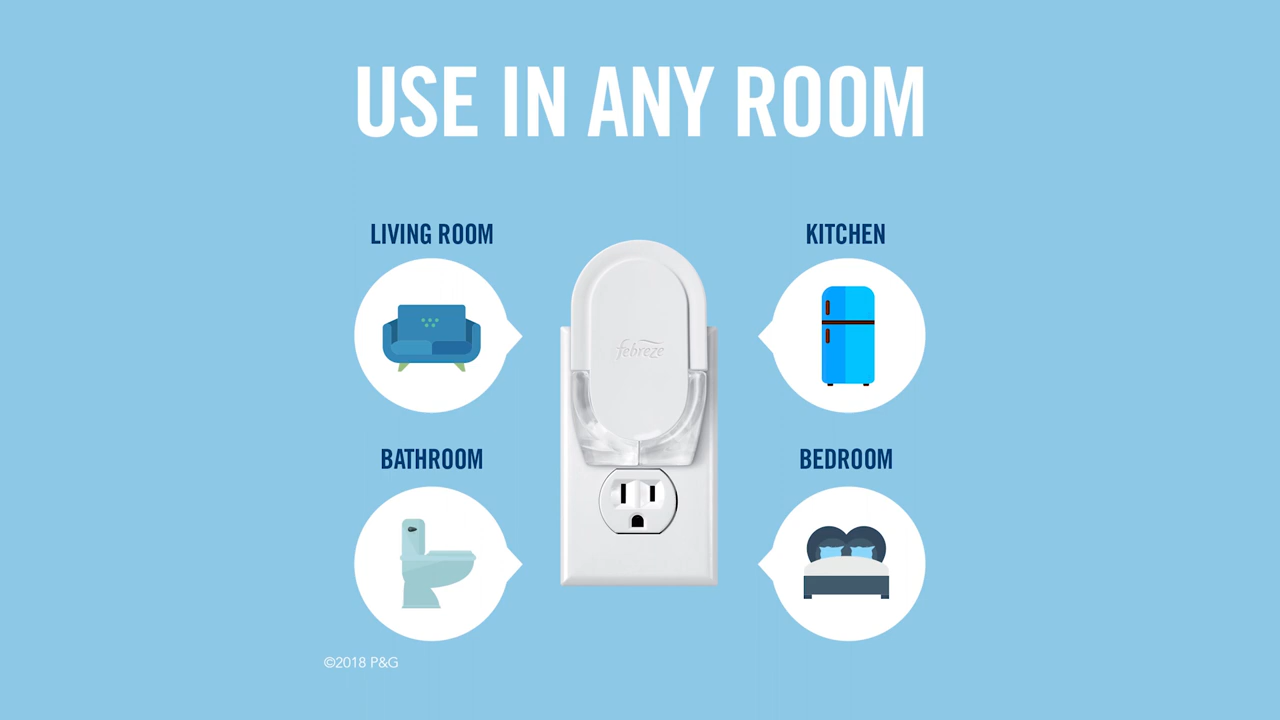 USE IN ANY ROOM
LIVING ROOM
KITCHEN
febreze
BATHROOM
BEDROOM
©2018 P&G